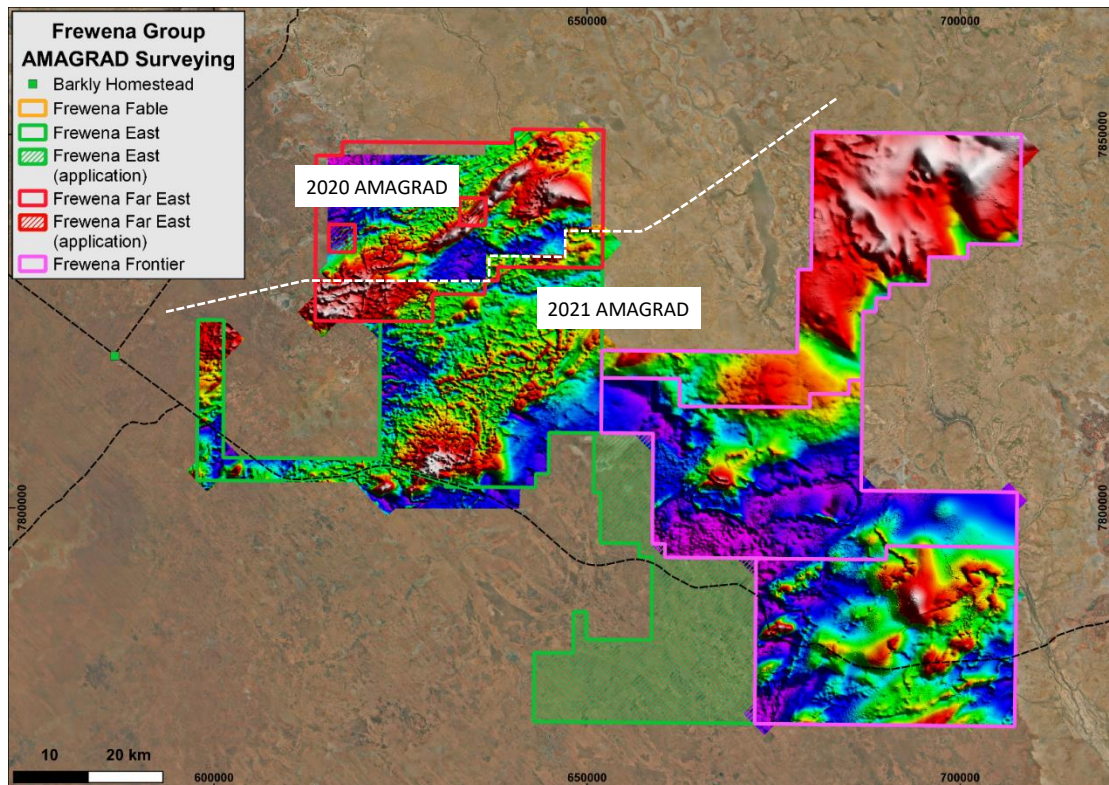 Frewena Group
AMAGRAD Surveying
Barkly Homestead
Frewena Fable
Frewena East
Frewena East
(application)
Frewena Far East
Frewena Far East
(application)
Frewena Frontier
650000
700000
7850000
2020 AMAGRAD
2021 AMAGRAD
7800000
7800000
10 20 km
600000
650000
700000